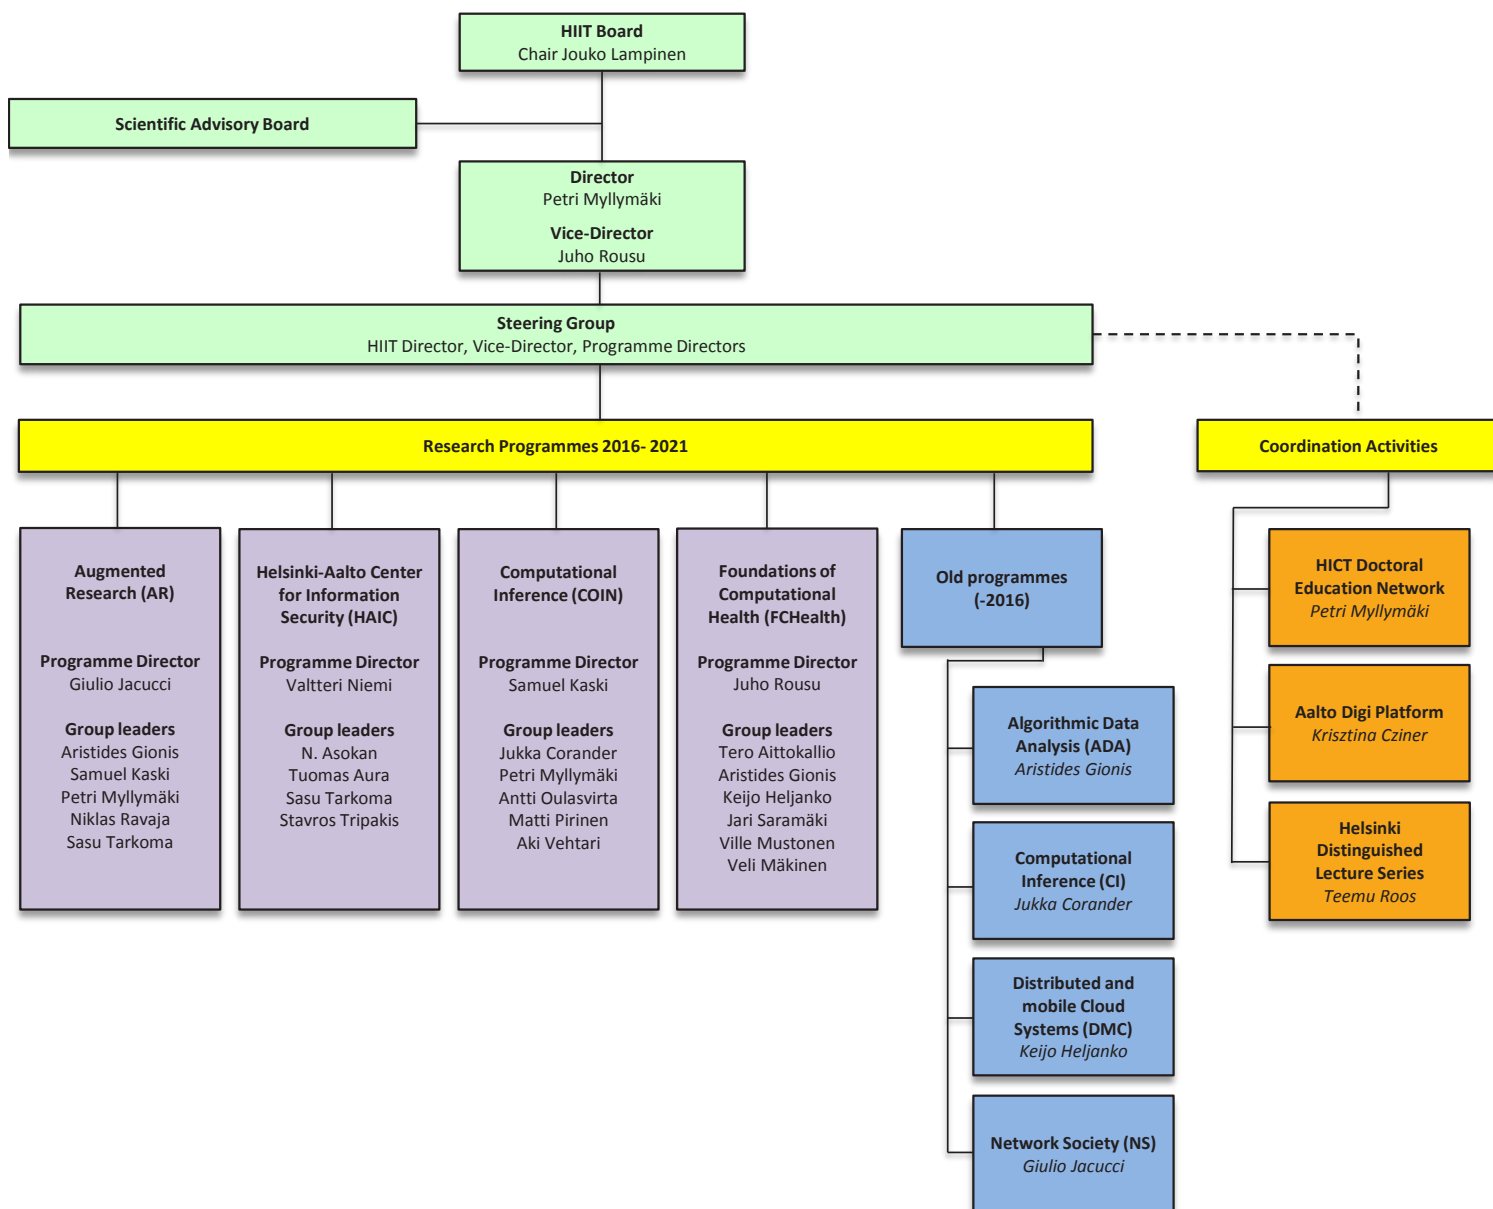 HIIT Board
Chair Jouko Lampinen
Scientific Advisory Board
Director
Petri Myllymäki
Vice-Director
Juho Rousu
Steering Group
HIIT Director, Vice-Director, Programme Directors
Research Programmes 2016- 2021
Coordination Activities
Augmented
Research (AR)
Programme Director
Giulio Jacucci
Group leaders
Aristides Gionis
Samuel Kaski
Petri Myllymäki
Niklas Ravaja
Sasu Tarkoma
Helsinki-Aalto Center
for Information
Security (HAIC)
Programme Director
Valtteri Niemi
Group leaders
N. Asokan
Tuomas Aura
Sasu Tarkoma
Stavros Tripakis
Computational
Inference (COIN)
Programme Director
Samuel Kaski
Group leaders
Jukka Corander
Petri Myllymäki
Antti Oulasvirta
Matti Pirinen
Aki Vehtari
Foundations of
Computational
Health (FCHealth)
Programme Director
Juho Rousu
Group leaders
Tero Aittokallio
Aristides Gionis
Keijo Heljanko
Jari Saramäki
Ville Mustonen
Veli Mäkinen
Old programmes
(-2016)
Algorithmic Data
Analysis (ADA)
Aristides Gionis
Computational
Inference (CI)
Jukka Corander
Distributed and
mobile Cloud
Systems (DMC)
Keijo Heljanko
Network Society (NS)
Giulio Jacucci
HICT Doctoral
Education Network
Petri Myllymäki
Aalto Digi Platform
Krisztina Cziner
Helsinki
Distinguished
Lecture Series
Teemu Roos